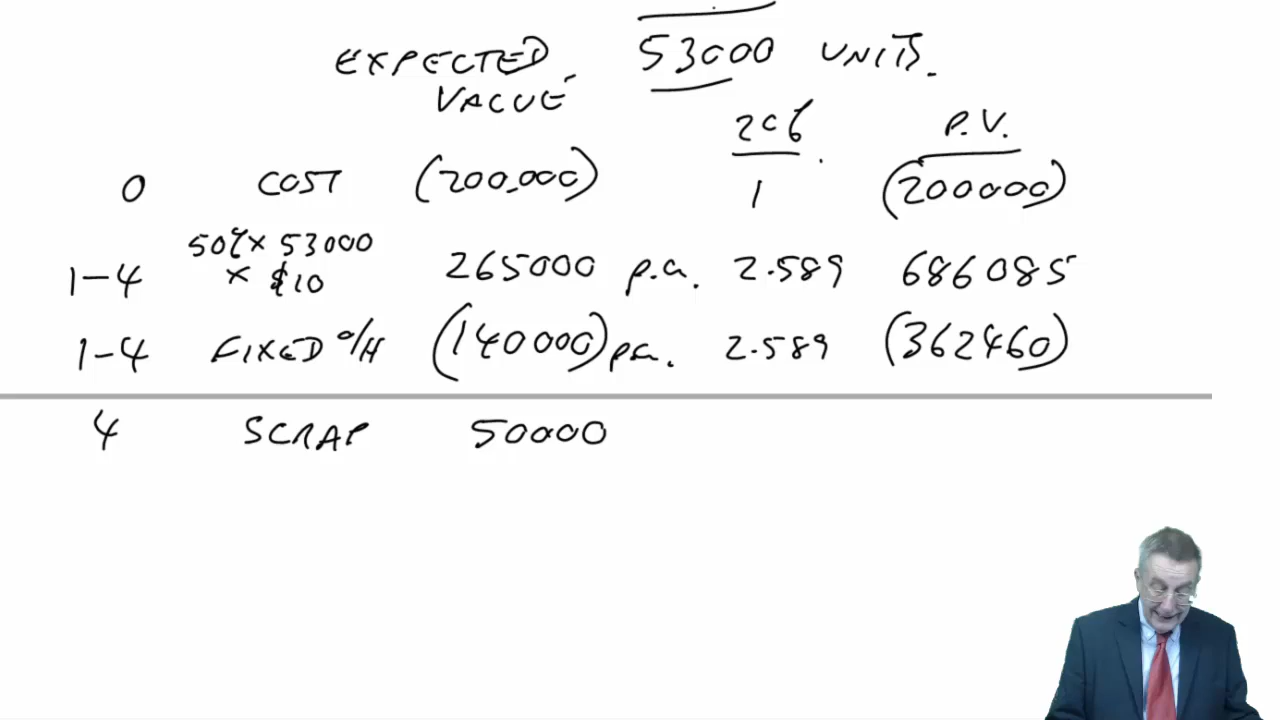 EXPECTED VALUE 53000 UNITS.
20% P.V.
0 COST (200,000) 1 (200000)
50% x 53000
1-4 x $10 265000 p.a. 2.589 686085
1-4 FIXED o/H (140000) p.a. 2.589 (362460)
4 SCRAP 50000